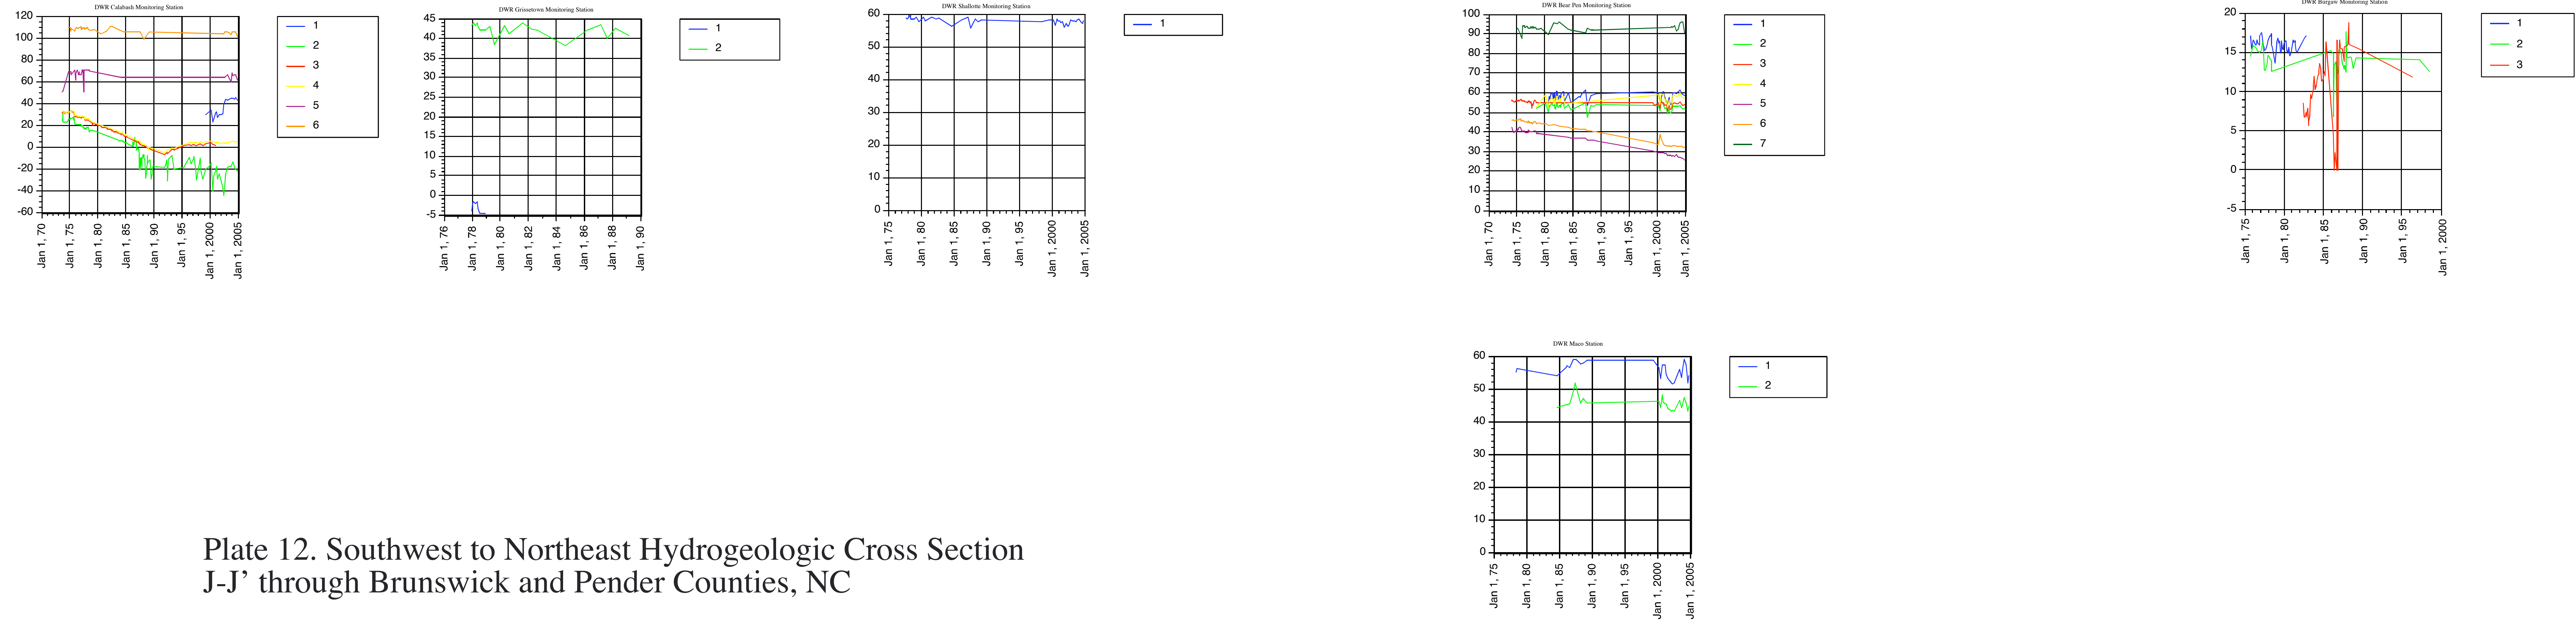 DWR Calabash Monitoring Station
120
100
80
60
40
20
0
-20
-40
-60
Jan 1, 70
Jan 1, 75
Jan 1, 80
Jan 1, 85
Jan 1, 90
Jan 1, 95
Jan 1, 2000
Jan 1, 2005
1
2
3
4
5
6
DWR Grissetown Monitoring Station
45
40
35
30
25
20
15
10
5
0
-5
Jan 1, 76
Jan 1, 78
Jan 1, 80
Jan 1, 82
Jan 1, 84
Jan 1, 86
Jan 1, 88
Jan 1, 90
1
2
DWR Shallotte Monitoring Station
60
50
40
30
20
10
0
Jan 1, 75
Jan 1, 80
Jan 1, 85
Jan 1, 90
Jan 1, 95
Jan 1, 2000
Jan 1, 2005
1
DWR Bear Pen Monitoring Station
100
90
80
70
60
50
40
30
20
10
0
Jan 1, 70
Jan 1, 75
Jan 1, 80
Jan 1, 85
Jan 1, 90
Jan 1, 95
Jan 1, 2000
Jan 1, 2005
1
2
3
4
5
6
7
DWR Burgaw Monitoring Station
20
15
10
5
0
-5
Jan 1, 75
Jan 1, 80
Jan 1, 85
Jan 1, 90
Jan 1, 95
Jan 1, 2000
1
2
3
DWR Maco Station
60
50
40
30
20
10
0
Jan 1, 75
Jan 1, 80
Jan 1, 85
Jan 1, 90
Jan 1, 95
Jan 1, 2000
Jan 1, 2005
1
2
Plate 12. Southwest to Northeast Hydrogeologic Cross Section
J-J’ through Brunswick and Pender Counties, NC